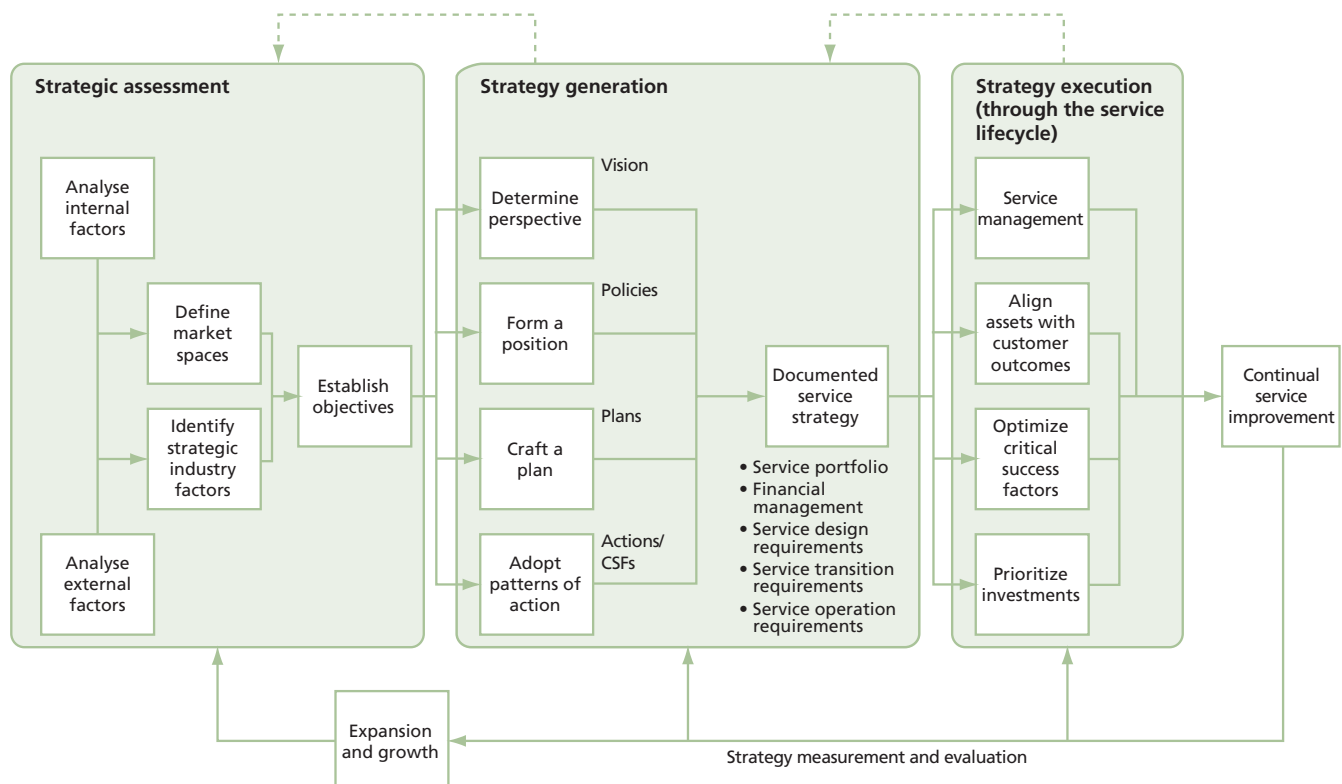 Strategic assessment
Analyse
internal
factors
Define
market
spaces
Identify
strategic
industry
factors
Analyse
external
factors
Establish
objectives
Strategy generation
Vision
Determine
perspective
Policies
Form a
position
Plans
Craft a
plan
Actions/
CSFs
Adopt
patterns of
action
Documented
service
strategy
• Service portfolio
• Financial
management
• Service design
requirements
• Service transition
requirements
• Service operation
requirements
Strategy execution
(through the service
lifecycle)
Service
management
Align
assets with
customer
outcomes
Optimize
critical
success
factors
Prioritize
investments
Continual
service
improvement
Expansion
and growth
Strategy measurement and evaluation